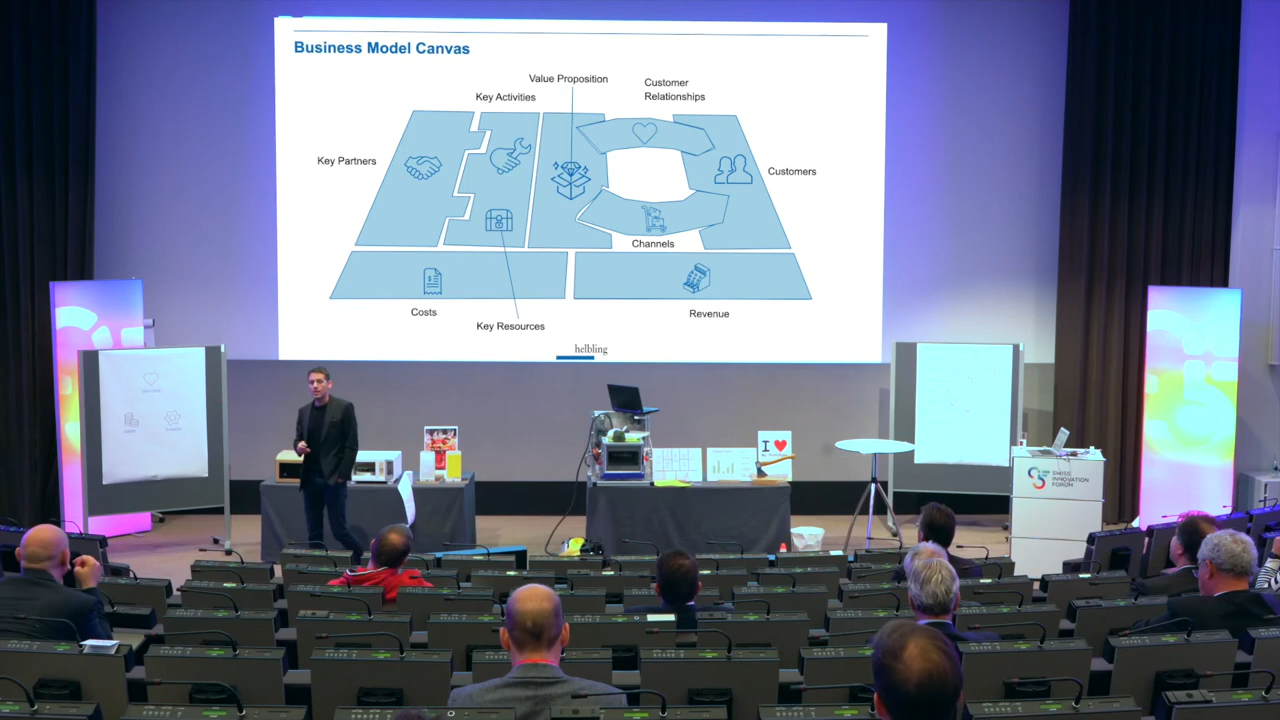 Business Model Canvas
Value Proposition
Customer
Relationships
Key Activities
Key Partners
Customers
Channels
Costs
Key Resources
Revenue
helbling
I ❤
SWISS
INNOVATION
FORUM